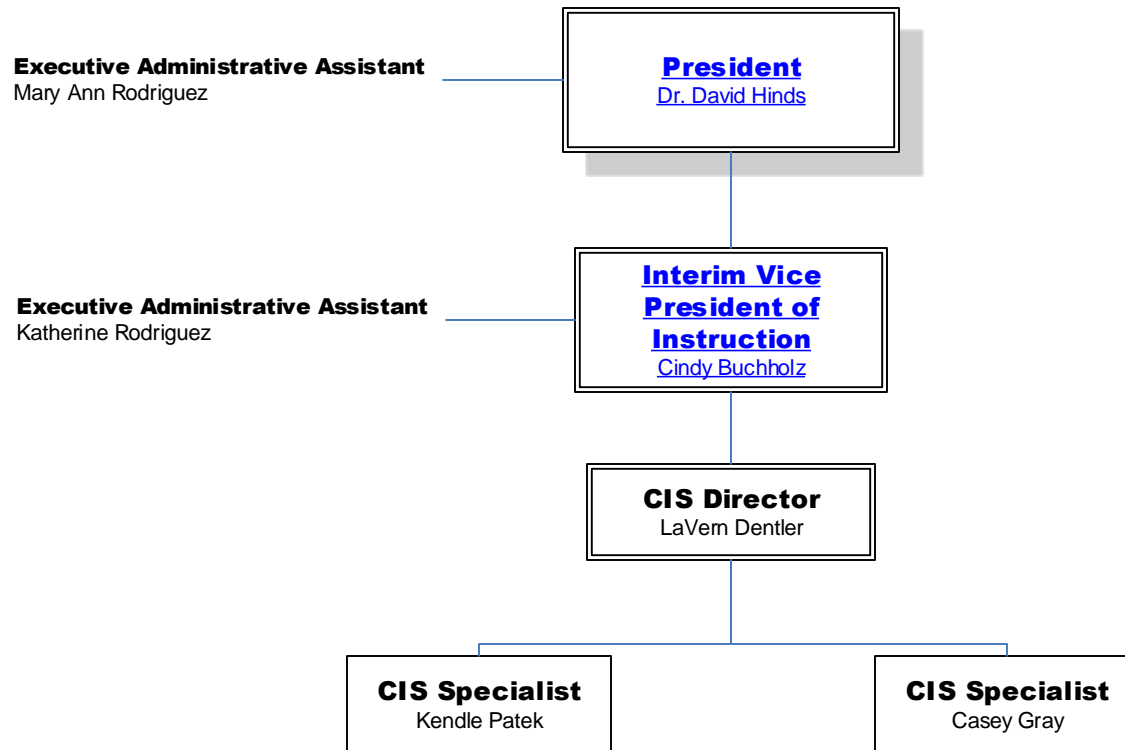 Executive Administrative Assistant
Mary Ann Rodriguez
President
Dr. David Hinds
Executive Administrative Assistant
Katherine Rodriguez
Interim Vice
President of
Instruction
Cindy Buchholz
CIS Director
LaVern Dentler
CIS Specialist
Kendle Patek
CIS Specialist
Casey Gray